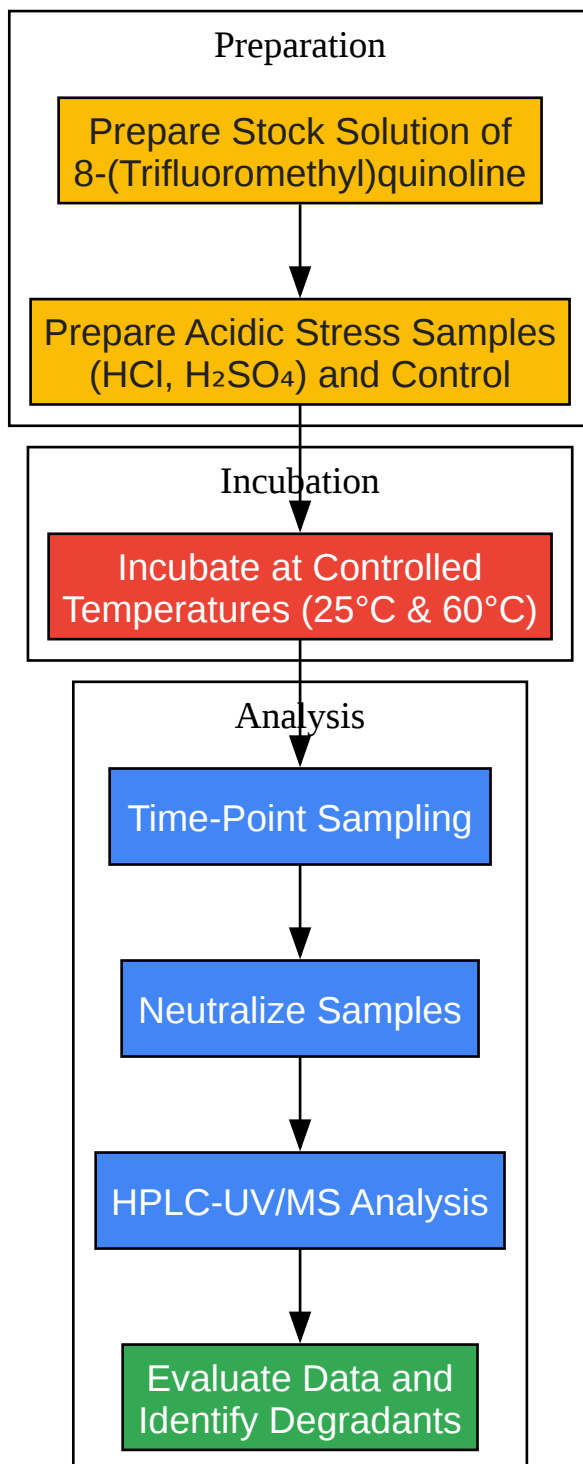 Preparation
Prepare Stock Solution of
8-(Trifluoromethyl)quinoline
Prepare Acidic Stress Samples
(HCl, H₂SO₄) and Control
Incubation
Incubate at Controlled
Temperatures (25°C & 60°C)
Analysis
Time-Point Sampling
Neutralize Samples
HPLC-UV/MS Analysis
Evaluate Data and
Identify Degradants